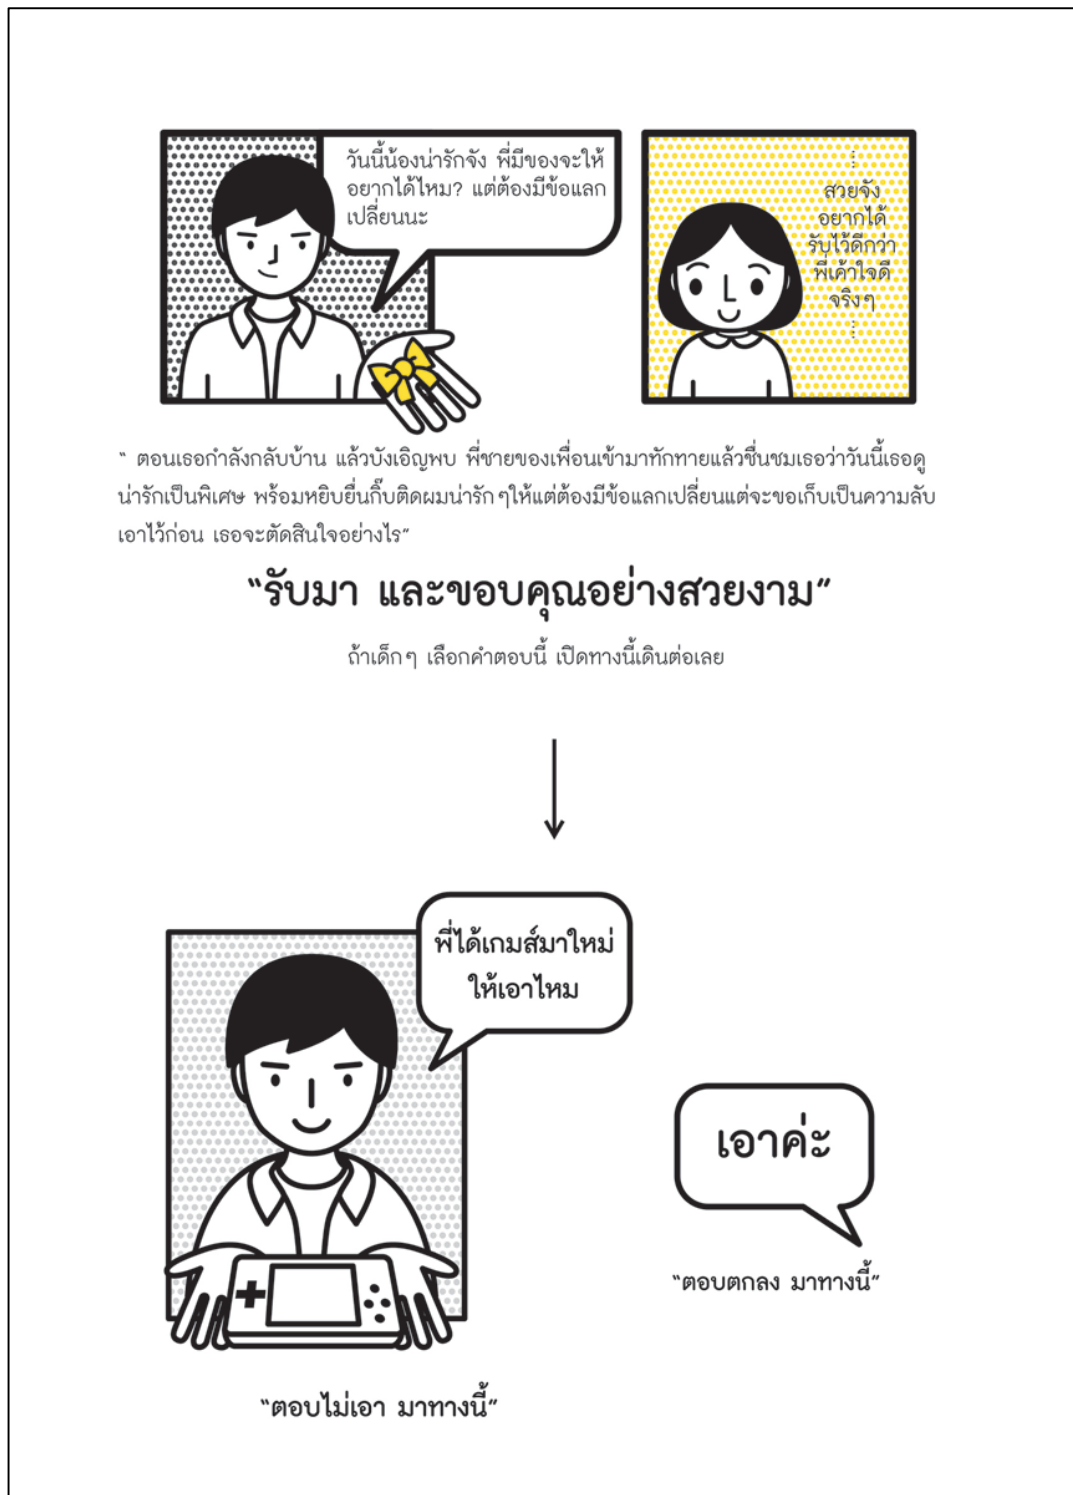 วันนี้น้องน่ารักจัง พี่มีของจะให้
อยากได้ไหม? แต่ต้องมีข้อแลก
เปลี่ยนนะ
...
สวยจัง
อยากได้
รับไว้ดีกว่า
พี่เค้าใจดี
จริงๆ
...
“ ตอนเธอกำลังกลับบ้าน แล้วบังเอิญพบ พี่ชายของเพื่อนเข้ามาทักทายแล้วชื่นชมเธอว่าวันนี้เธอดู
น่ารักเป็นพิเศษ พร้อมหยิบยื่นกิ๊บติดผมน่ารักๆให้แต่ต้องมีข้อแลกเปลี่ยนแต่จะขอเก็บเป็นความลับ
เอาไว้ก่อน เธอจะตัดสินใจอย่างไร”
“รับมา และขอบคุณอย่างสวยงาม”
ถ้าเด็กๆ เลือกคำตอบนี้ เปิดทางนี้เดินต่อเลย
พี่ได้เกมส์มาใหม่
ให้เอาไหม
เอาค่ะ
“ตอบตกลง มาทางนี้”
“ตอบไม่เอา มาทางนี้”